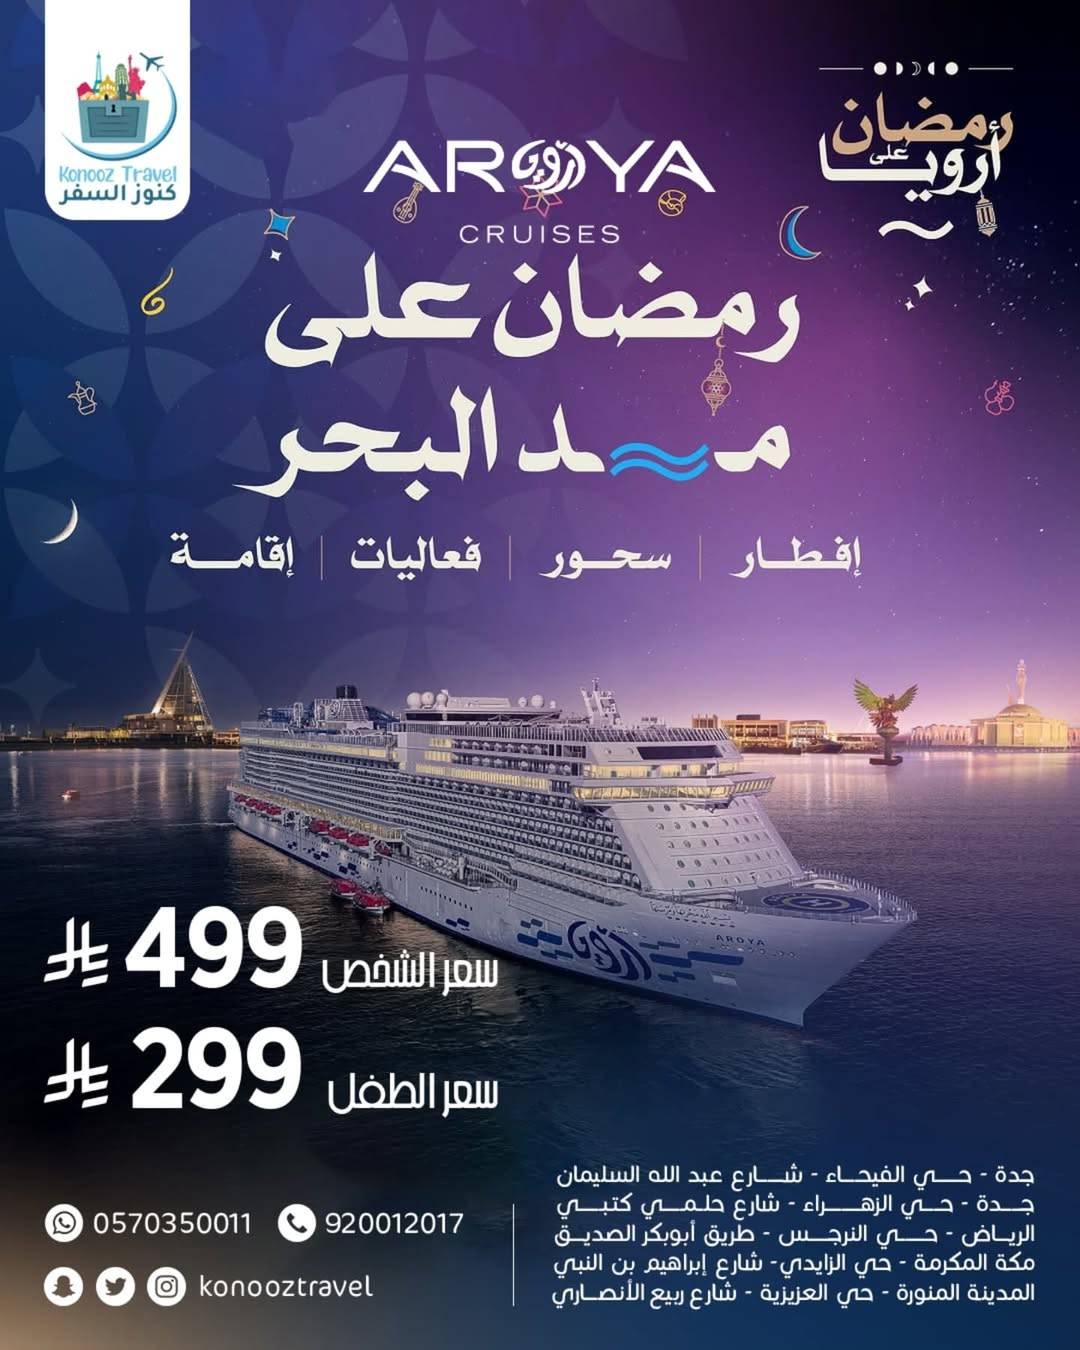 Konooz Travel
كنوز السفر
رمضان
على
أرويا
AROYA
CRUISES
رمضان على
مد البحر
إفطار | سحور | فعاليات | إقامة
AROYA
أرويا
سعر الشخص 499
سعر الطفل 299
جدة - حي الفيحاء - شارع عبد الله السليمان
جدة - حي الزهراء - شارع حلمي كتبي
الرياض - حي النرجس - طريق أبوبكر الصديق
مكة المكرمة - حي الزايدي - شارع إبراهيم بن النبي
المدينة المنورة - حي العزيزية - شارع ربيع الأنصاري
0570350011 920012017
konooztravel